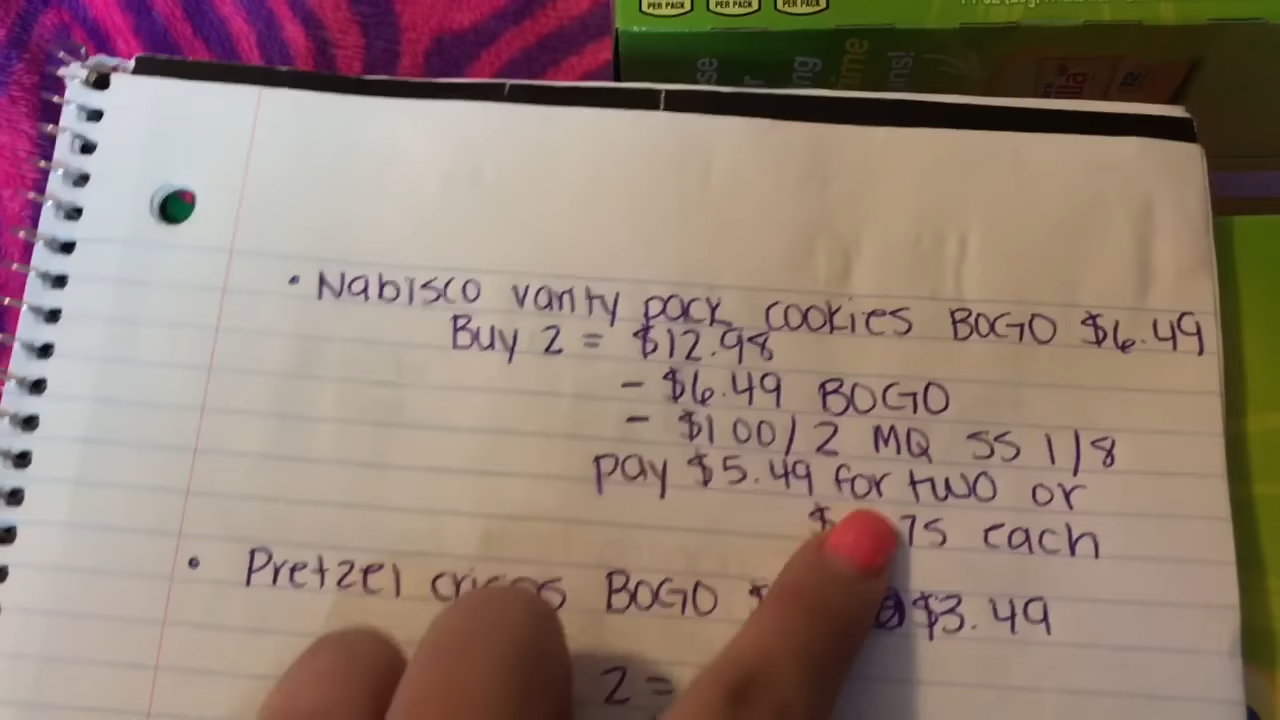 PER PACK PER PACK PER PACK
• Nabisco vanity pack cookies BOGO $6.49
Buy 2 = $12.98
- $6.49 BOGO
- $1 00/2 MQ SS 1/8
pay $5.49 for two or
75 each
• Pretzel BOGO $3.49
2 =